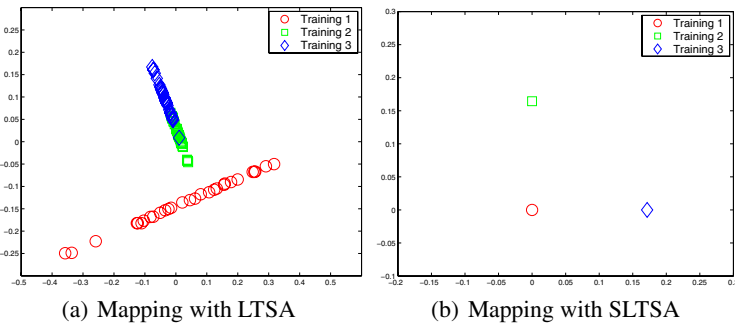 Training 1
Training 2
Training 3
0.25
0.2
0.15
0.1
0.05
0
−0.05
−0.1
−0.15
−0.2
−0.25
−0.5 −0.4 −0.3 −0.2 −0.1 0 0.1 0.2 0.3 0.4 0.5
(a) Mapping with LTSA
Training 1
Training 2
Training 3
0.3
0.25
0.2
0.15
0.1
0.05
0
−0.05
−0.1
−0.2 −0.15 −0.1 −0.05 0 0.05 0.1 0.15 0.2 0.25 0.3
(b) Mapping with SLTSA